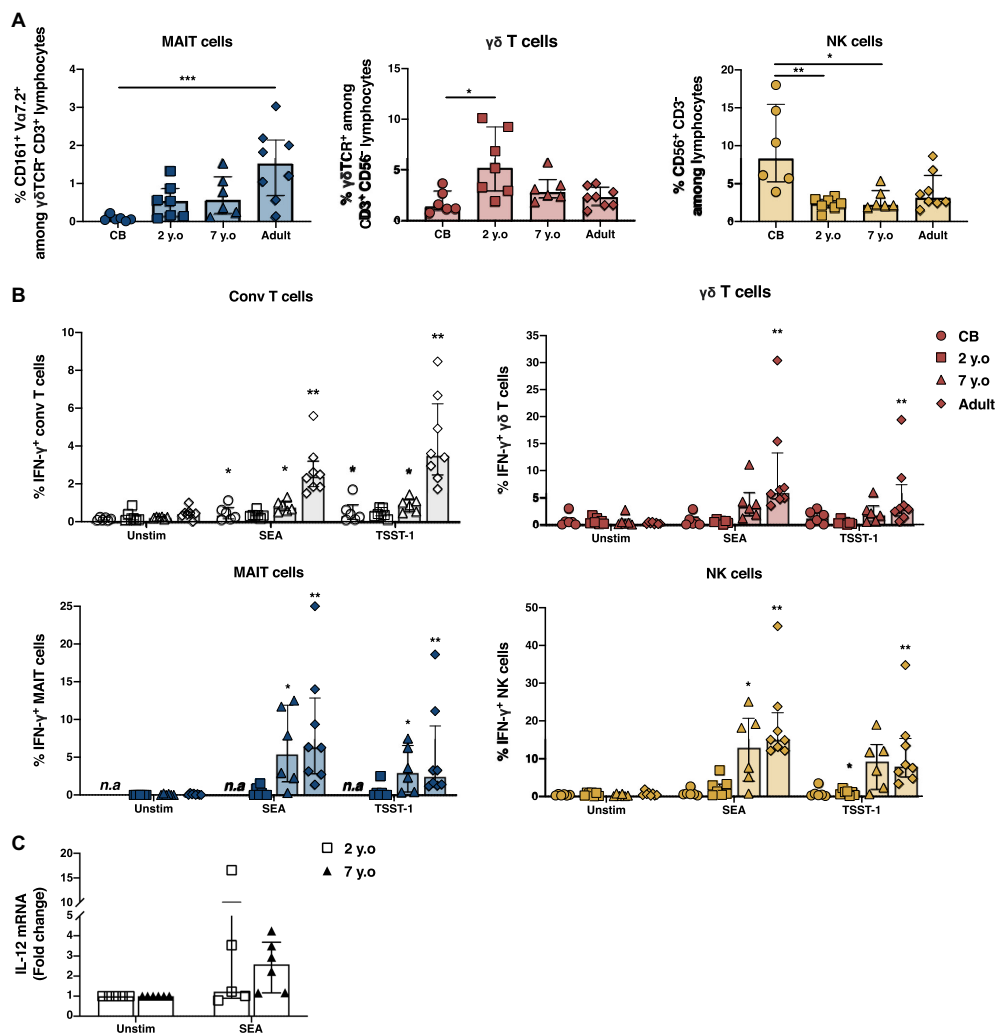 A
MAIT cells
% CD161⁺ Vα7.2⁺
among γδTCR⁻ CD3⁺ lymphocytes
4
3
2
1
0
***
CB
2 y.o
7 y.o
Adult
γδ T cells
% γδTCR⁺ among
CD3⁺ CD56⁻ lymphocytes
15
10
5
0
*
CB
2 y.o
7 y.o
Adult
NK cells
% CD56⁺ CD3⁻
among lymphocytes
20
15
10
5
0
*
**
CB
2 y.o
7 y.o
Adult
B
Conv T cells
% IFN-γ⁺ conv T cells
10
8
6
4
2
0
* * ** * * **
Unstim
SEA
TSST-1
γδ T cells
% IFN-γ⁺ γδ T cells
35
30
25
20
15
10
5
0
** **
Unstim
SEA
TSST-1
CB
2 y.o
7 y.o
Adult
MAIT cells
% IFN-γ⁺ MAIT cells
25
20
15
10
5
0
n.a
n.a
n.a
* ** * **
Unstim
SEA
TSST-1
NK cells
% IFN-γ⁺ NK cells
50
40
30
20
10
0
* ** * **
Unstim
SEA
TSST-1
C
IL-12 mRNA
(Fold change)
20
15
10
5
3
2
1
0
2 y.o
7 y.o
Unstim
SEA